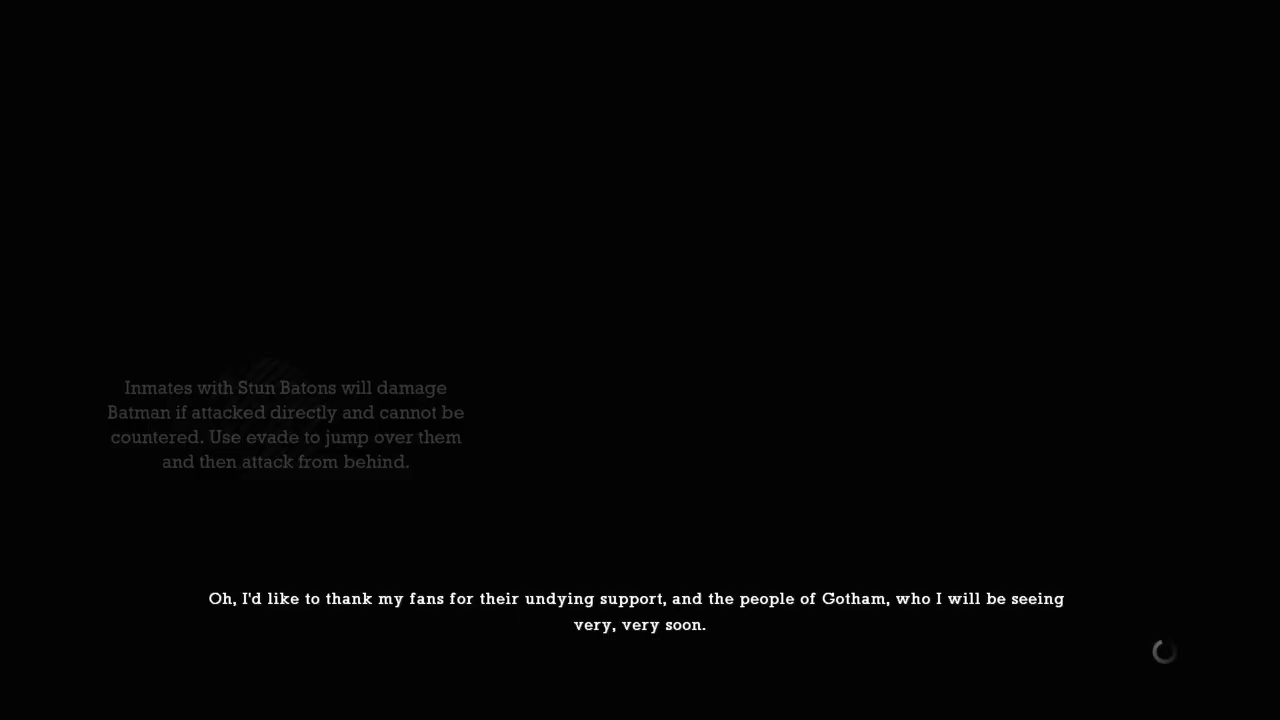 Inmates with Stun Batons will damage
Batman if attacked directly and cannot be
countered. Use evade to jump over them
and then attack from behind.
Oh, I'd like to thank my fans for their undying support, and the people of Gotham, who I will be seeing
very, very soon.